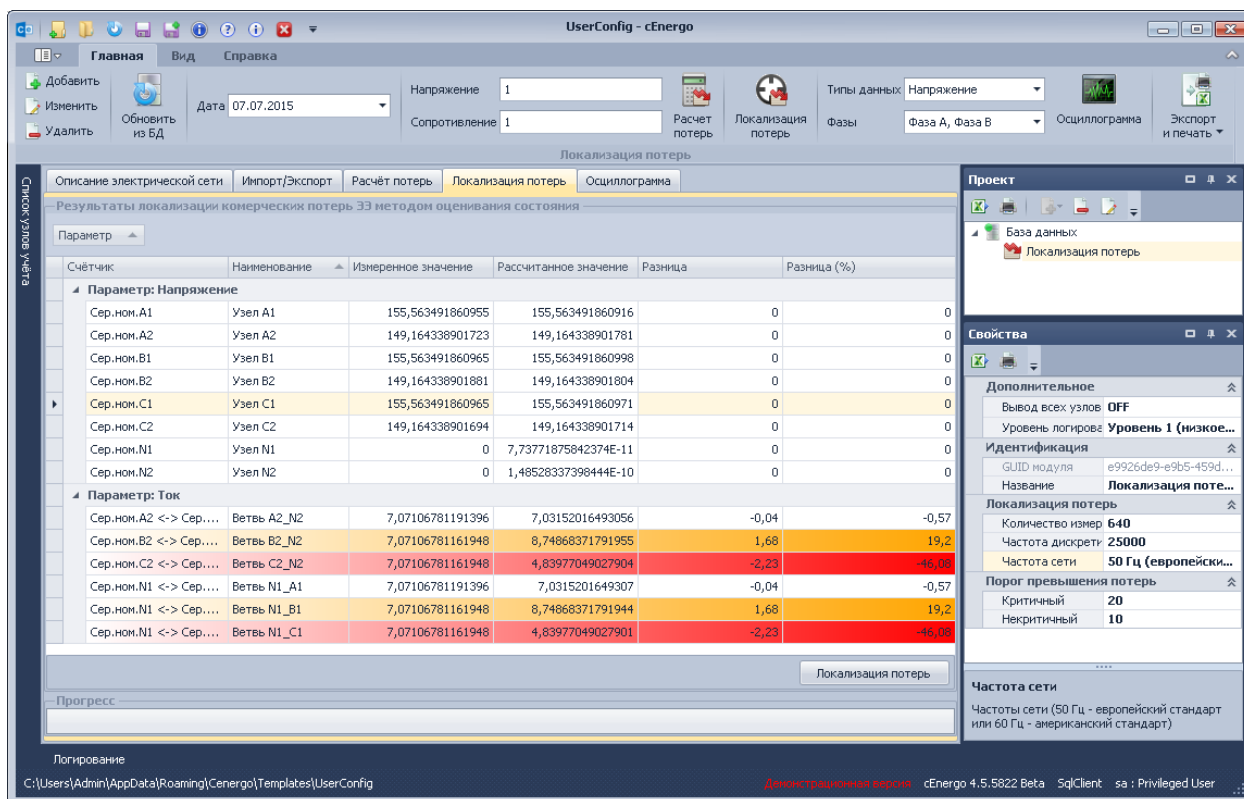 UserConfig - cEnergo
Главная Вид Справка
Добавить
Изменить
Удалить
Обновить из БД
Дата 07.07.2015
Напряжение 1
Сопротивление 1
Расчет потерь
Локализация потерь
Типы данных Напряжение
Фазы Фаза A, Фаза B
Осциллограмма
Экспорт и печать
Локализация потерь
Список узлов учёта
Описание электрической сети Импорт/Экспорт Расчёт потерь Локализация потерь Осциллограмма
Результаты локализации комерческих потерь ЭЭ методом оценивания состояния
Параметр
Счётчик Наименование Измеренное значение Рассчитанное значение Разница Разница (%)
Параметр: Напряжение
Сер.ном.A1 Узел A1 155,563491860955 155,563491860916 0 0
Сер.ном.A2 Узел A2 149,164338901723 149,164338901781 0 0
Сер.ном.B1 Узел B1 155,563491860965 155,563491860998 0 0
Сер.ном.B2 Узел B2 149,164338901881 149,164338901804 0 0
Сер.ном.C1 Узел C1 155,563491860965 155,563491860971 0 0
Сер.ном.C2 Узел C2 149,164338901694 149,164338901714 0 0
Сер.ном.N1 Узел N1 0 7,73771875842374E-11 0 0
Сер.ном.N2 Узел N2 0 1,48528337398444E-10 0 0
Параметр: Ток
Сер.ном.A2 <-> Сер.... Ветвь A2_N2 7,07106781191396 7,03152016493056 -0,04 -0,57
Сер.ном.B2 <-> Сер.... Ветвь B2_N2 7,07106781161948 8,74868371791955 1,68 19,2
Сер.ном.C2 <-> Сер.... Ветвь C2_N2 7,07106781161948 4,83977049027904 -2,23 -46,08
Сер.ном.N1 <-> Сер.... Ветвь N1_A1 7,07106781191396 7,0315201649307 -0,04 -0,57
Сер.ном.N1 <-> Сер.... Ветвь N1_B1 7,07106781161948 8,74868371791944 1,68 19,2
Сер.ном.N1 <-> Сер.... Ветвь N1_C1 7,07106781161948 4,83977049027901 -2,23 -46,08
Локализация потерь
Прогресс
Проект
База данных
Локализация потерь
Свойства
Дополнительное
Вывод всех узлов OFF
Уровень логирова Уровень 1 (низкое...
Идентификация
GUID модуля e9926de9-e9b5-459d...
Название Локализация поте...
Локализация потерь
Количество измер 640
Частота дискрети 25000
Частота сети 50 Гц (европейски...
Порог превышения потерь
Критичный 20
Некритичный 10
Частота сети
Частоты сети (50 Гц - европейский стандарт
или 60 Гц - американский стандарт)
Логирование
C:\Users\Admin\AppData\Roaming\Cenergo\Templates\UserConfig
Демонстрационная версия cEnergo 4.5.5822 Beta SqlClient sa : Privileged User